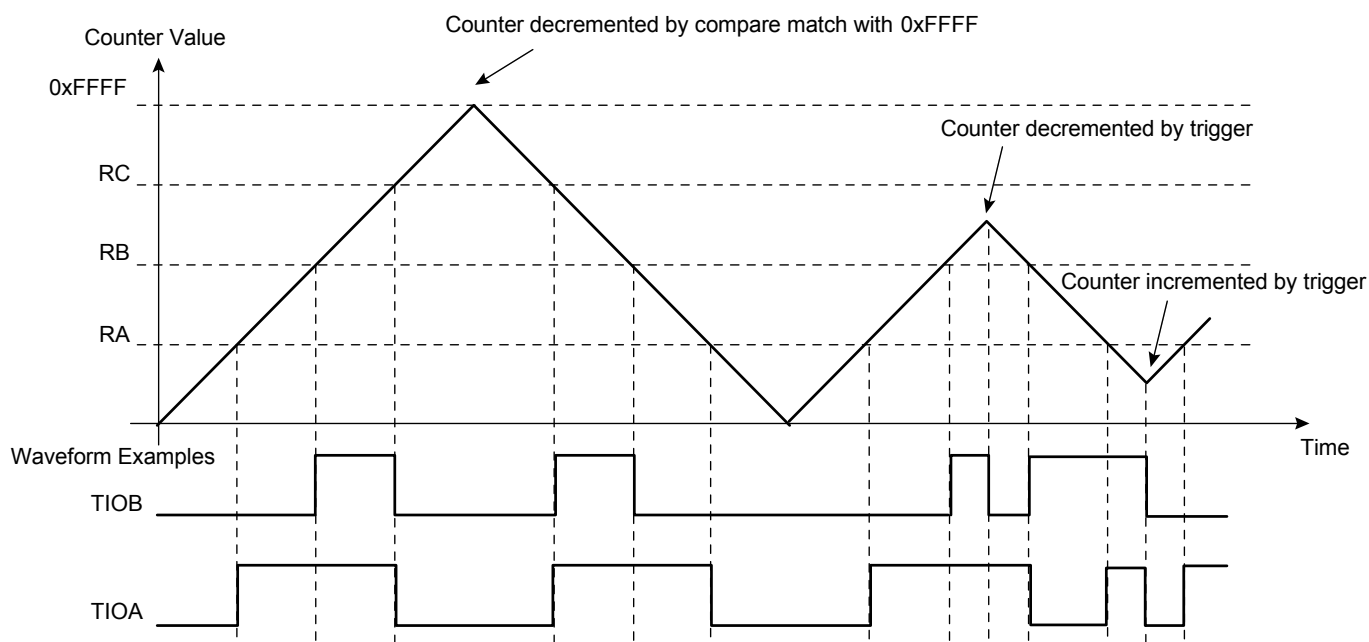 Counter decremented by compare match with 0xFFFF
Counter Value
0xFFFF
Counter decremented by trigger
RC
RB
Counter incremented by trigger
RA
Time
Waveform Examples
TIOB
TIOA